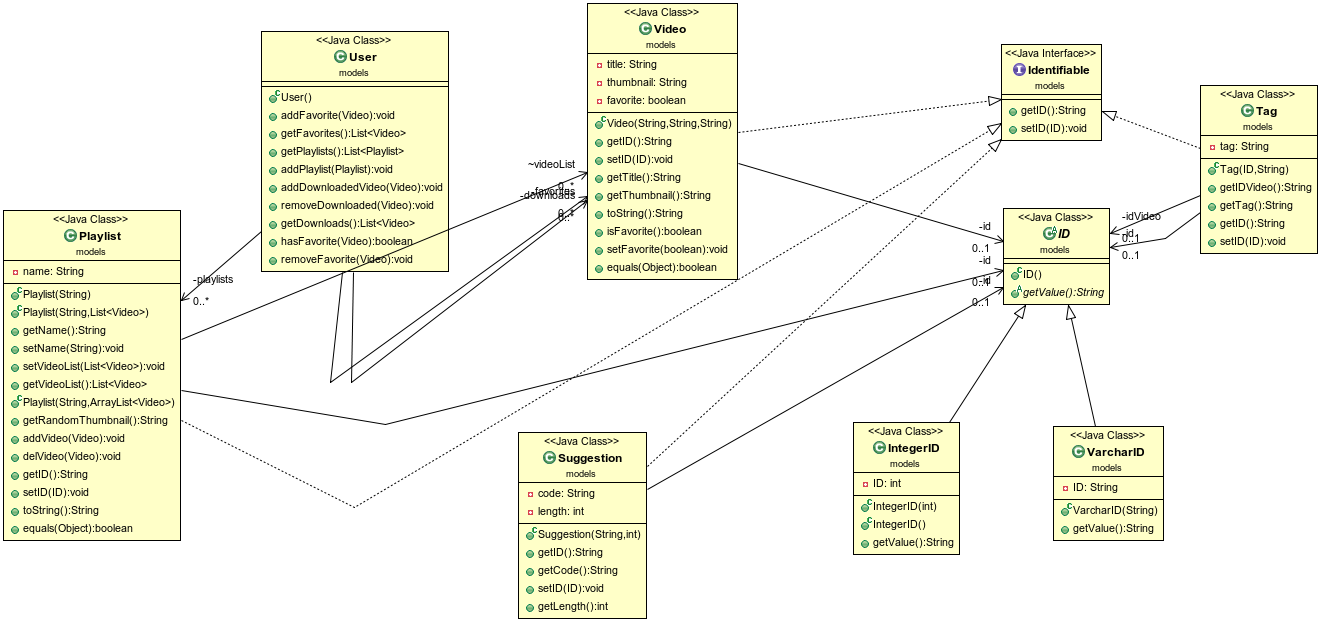 <<Java Class>>
User
models
User()
addFavorite(Video):void
getFavorites():List<Video>
getPlaylists():List<Playlist>
addPlaylist(Playlist):void
addDownloadedVideo(Video):void
removeDownloaded(Video):void
getDownloads():List<Video>
hasFavorite(Video):boolean
removeFavorite(Video):void
<<Java Class>>
Video
models
title: String
thumbnail: String
favorite: boolean
Video(String,String,String)
getID():String
setID(ID):void
getTitle():String
getThumbnail():String
toString():String
isFavorite():boolean
setFavorite(boolean):void
equals(Object):boolean
<<Java Interface>>
Identifiable
models
getID():String
setID(ID):void
<<Java Class>>
Tag
models
tag: String
Tag(ID,String)
getIDVideo():String
getTag():String
getID():String
setID(ID):void
<<Java Class>>
Playlist
models
name: String
Playlist(String)
Playlist(String,List<Video>)
getName():String
setName(String):void
setVideoList(List<Video>):void
getVideoList():List<Video>
Playlist(String,ArrayList<Video>)
getRandomThumbnail():String
addVideo(Video):void
delVideo(Video):void
getID():String
setID(ID):void
toString():String
equals(Object):boolean
-playlists
0..*
~videoList
0..*
-favorites
0..*
-downloads
0..*
<<Java Class>>
ID
models
ID()
getValue():String
-id
0..1
-id
0..1
-id
0..1
-idVideo
0..1
-id
0..1
<<Java Class>>
Suggestion
models
code: String
length: int
Suggestion(String,int)
getID():String
getCode():String
setID(ID):void
getLength():int
<<Java Class>>
IntegerID
models
ID: int
IntegerID(int)
IntegerID()
getValue():String
<<Java Class>>
VarcharID
models
ID: String
VarcharID(String)
getValue():String